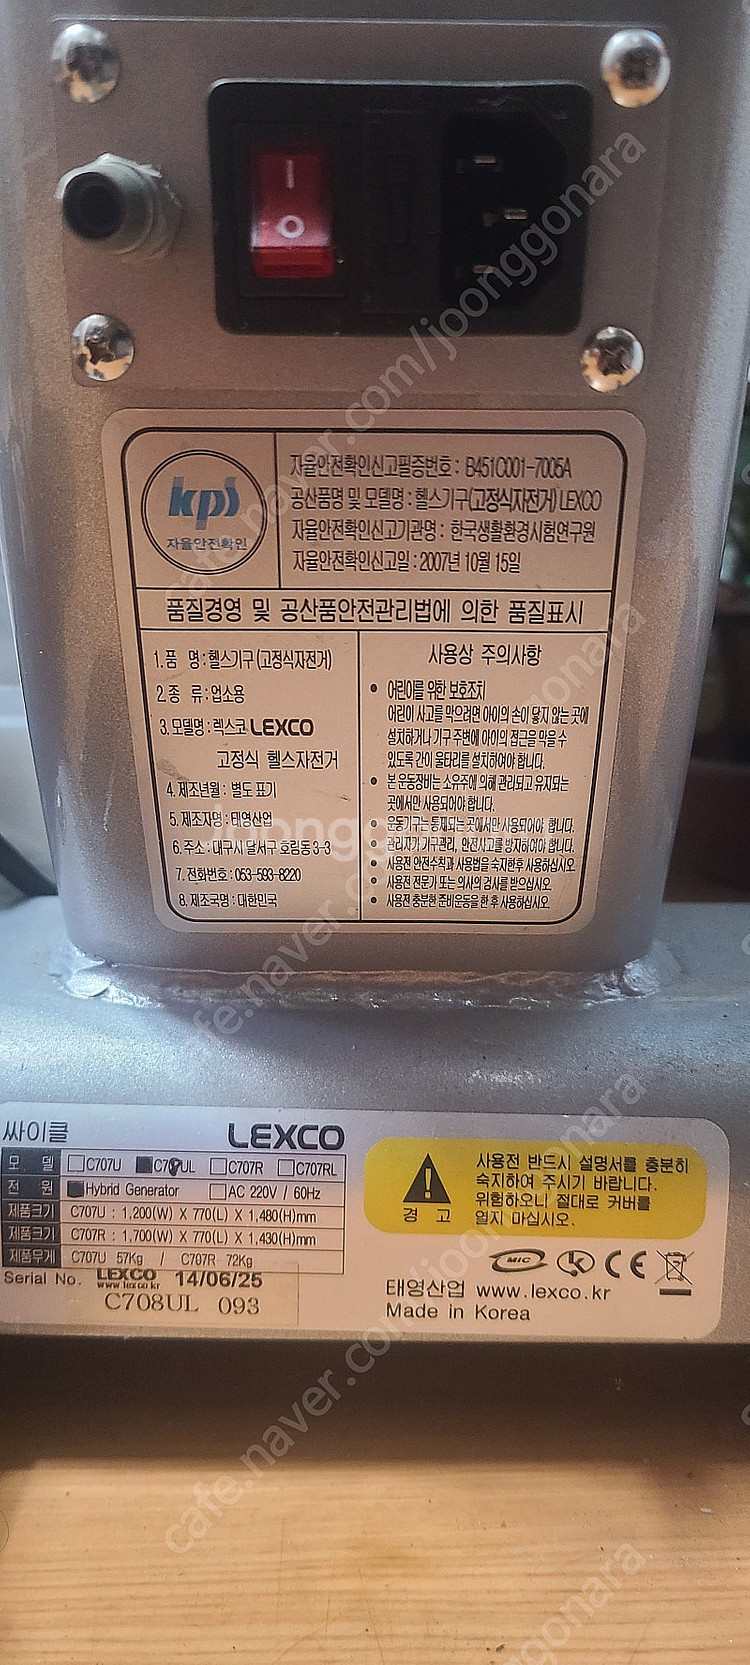 kps
자율안전확인
자율안전확인신고필증번호 : B451C001-7005A
공산품명 및 모델명 : 헬스기구(고정식자전거) LEXCO
자율안전확인신고기관명 : 한국생활환경시험연구원
자율안전확인신고일 : 2007년 10월 15일
품질경영 및 공산품안전관리법에 의한 품질표시
1. 품 명 : 헬스기구 (고정식자전거)
2. 종 류 : 업소용
3. 모델명 : 렉스코 LEXCO
고정식 헬스자전거
4. 제조년월 : 별도 표기
5. 제조자명 : 태영산업
6. 주소 : 대구시 달서구 호림동 3-3
7. 전화번호 : 053-593-8220
8. 제조국명 : 대한민국
사용상 주의사항
• 어린이를 위한 보호조치
어린이 사고를 막으려면 아이의 손이 닿지 않는 곳에
설치하거나 기구 주변에 아이의 접근을 막을 수
있도록 간이 울타리를 설치하여야 합니다.
• 본 운동장비는 소유주에 의해 관리되고 유지되는
곳에서만 사용되어야 합니다.
• 운동기구는 통제되는 곳에서만 사용되어야 합니다.
• 관리자가 기구관리, 안전사고를 방지하여야 합니다.
• 사용전 안전수칙과 사용법을 숙지한후 사용하십시오.
• 사용전 전문가 또는 의사의 검사를 받으십시오.
• 사용전 충분한 준비운동을 한 후 사용하십시오.
싸이클 LEXCO
모 델 C707U C707UL C707R C707RL
전 원 Hybrid Generator AC 220V / 60Hz
제품크기 C707U : 1,200(W) X 770(L) X 1,480(H)mm
제품크기 C707R : 1,700(W) X 770(L) X 1,430(H)mm
제품무게 C707U 57Kg / C707R 72Kg
Serial No. LEXCO 14/06/25
www.lexco.kr
C708UL 093
경 고
사용전 반드시 설명서를 충분히
숙지하여 주시기 바랍니다.
위험하오니 절대로 커버를
열지 마십시오.
MIC CE
태영산업 www.lexco.kr
Made in Korea
cafe.naver.com/joonggonara
joonggonara
cafe.naver.com/joonggonara
cafe.naver.com/joonggonara
joonggonara